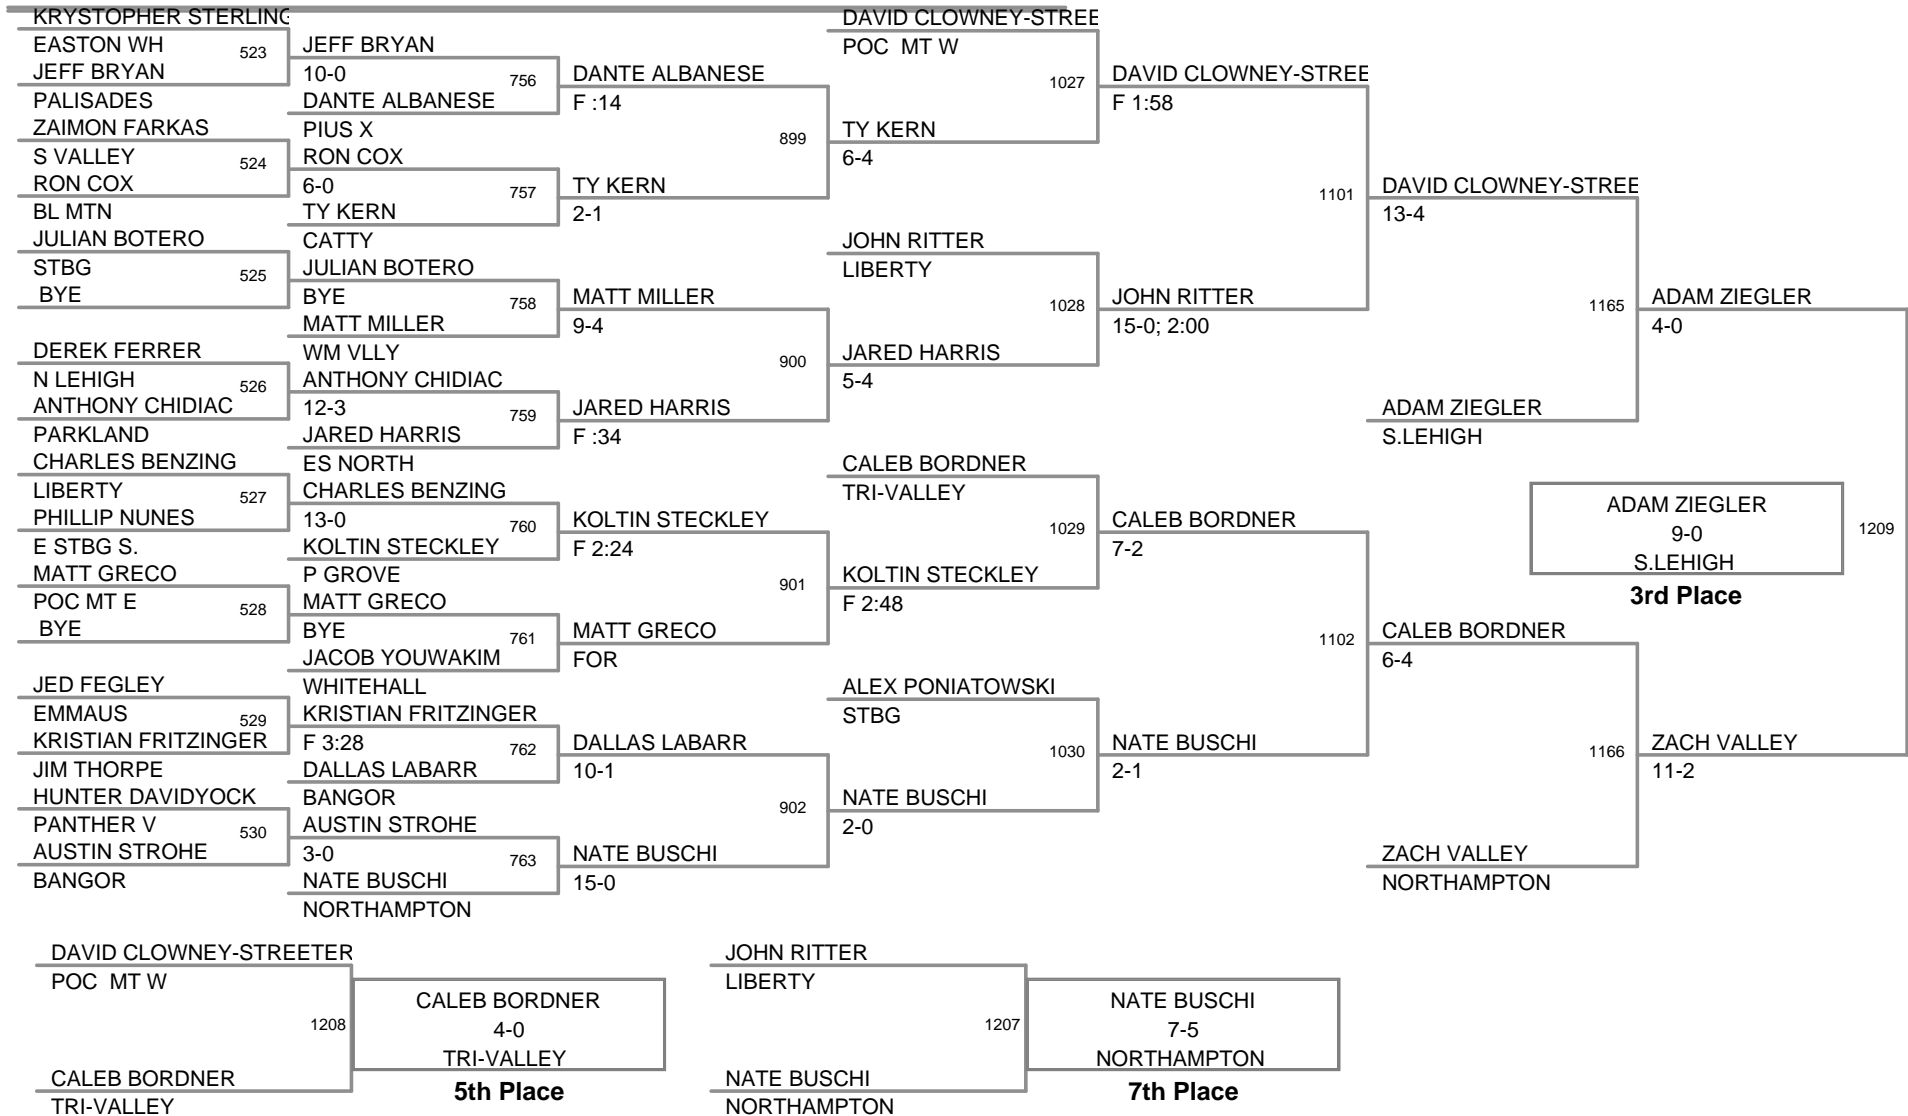 KRYSTOPHER STERLING
EASTON WH
523
JEFF BRYAN
PALISADES
ZAIMON FARKAS
S VALLEY
524
RON COX
BL MTN
JULIAN BOTERO
STBG
525
BYE
DEREK FERRER
N LEHIGH
526
ANTHONY CHIDIAC
PARKLAND
CHARLES BENZING
LIBERTY
527
PHILLIP NUNES
E STBG S.
MATT GRECO
POC MT E
528
BYE
JED FEGLEY
EMMAUS
529
KRISTIAN FRITZINGER
JIM THORPE
HUNTER DAVIDYOCK
PANTHER V
530
AUSTIN STROHE
BANGOR
JEFF BRYAN
10-0
756
DANTE ALBANESE
PIUS X
RON COX
6-0
757
TY KERN
CATTY
JULIAN BOTERO
BYE
758
MATT MILLER
WM VLLY
ANTHONY CHIDIAC
12-3
759
JARED HARRIS
ES NORTH
CHARLES BENZING
13-0
760
KOLTIN STECKLEY
P GROVE
MATT GRECO
BYE
761
JACOB YOUWAKIM
WHITEHALL
KRISTIAN FRITZINGER
F 3:28
762
DALLAS LABARR
BANGOR
AUSTIN STROHE
3-0
763
NATE BUSCHI
NORTHAMPTON
DANTE ALBANESE
F :14
899
TY KERN
2-1
MATT MILLER
9-4
900
JARED HARRIS
F :34
KOLTIN STECKLEY
F 2:24
901
MATT GRECO
FOR
DALLAS LABARR
10-1
902
NATE BUSCHI
15-0
DAVID CLOWNEY-STREE
POC MT W
1027
TY KERN
6-4
JOHN RITTER
LIBERTY
1028
JARED HARRIS
5-4
CALEB BORDNER
TRI-VALLEY
1029
KOLTIN STECKLEY
F 2:48
ALEX PONIATOWSKI
STBG
1030
NATE BUSCHI
2-0
DAVID CLOWNEY-STREE
F 1:58
1101
JOHN RITTER
15-0; 2:00
CALEB BORDNER
7-2
1102
NATE BUSCHI
2-1
DAVID CLOWNEY-STREE
13-4
1165
ADAM ZIEGLER
S.LEHIGH
CALEB BORDNER
6-4
1166
ZACH VALLEY
NORTHAMPTON
ADAM ZIEGLER
4-0
ZACH VALLEY
11-2
ADAM ZIEGLER
9-0
1209
S.LEHIGH
3rd Place
DAVID CLOWNEY-STREETER
POC MT W
1208
CALEB BORDNER
TRI-VALLEY
CALEB BORDNER
4-0
TRI-VALLEY
5th Place
JOHN RITTER
LIBERTY
1207
NATE BUSCHI
NORTHAMPTON
NATE BUSCHI
7-5
NORTHAMPTON
7th Place